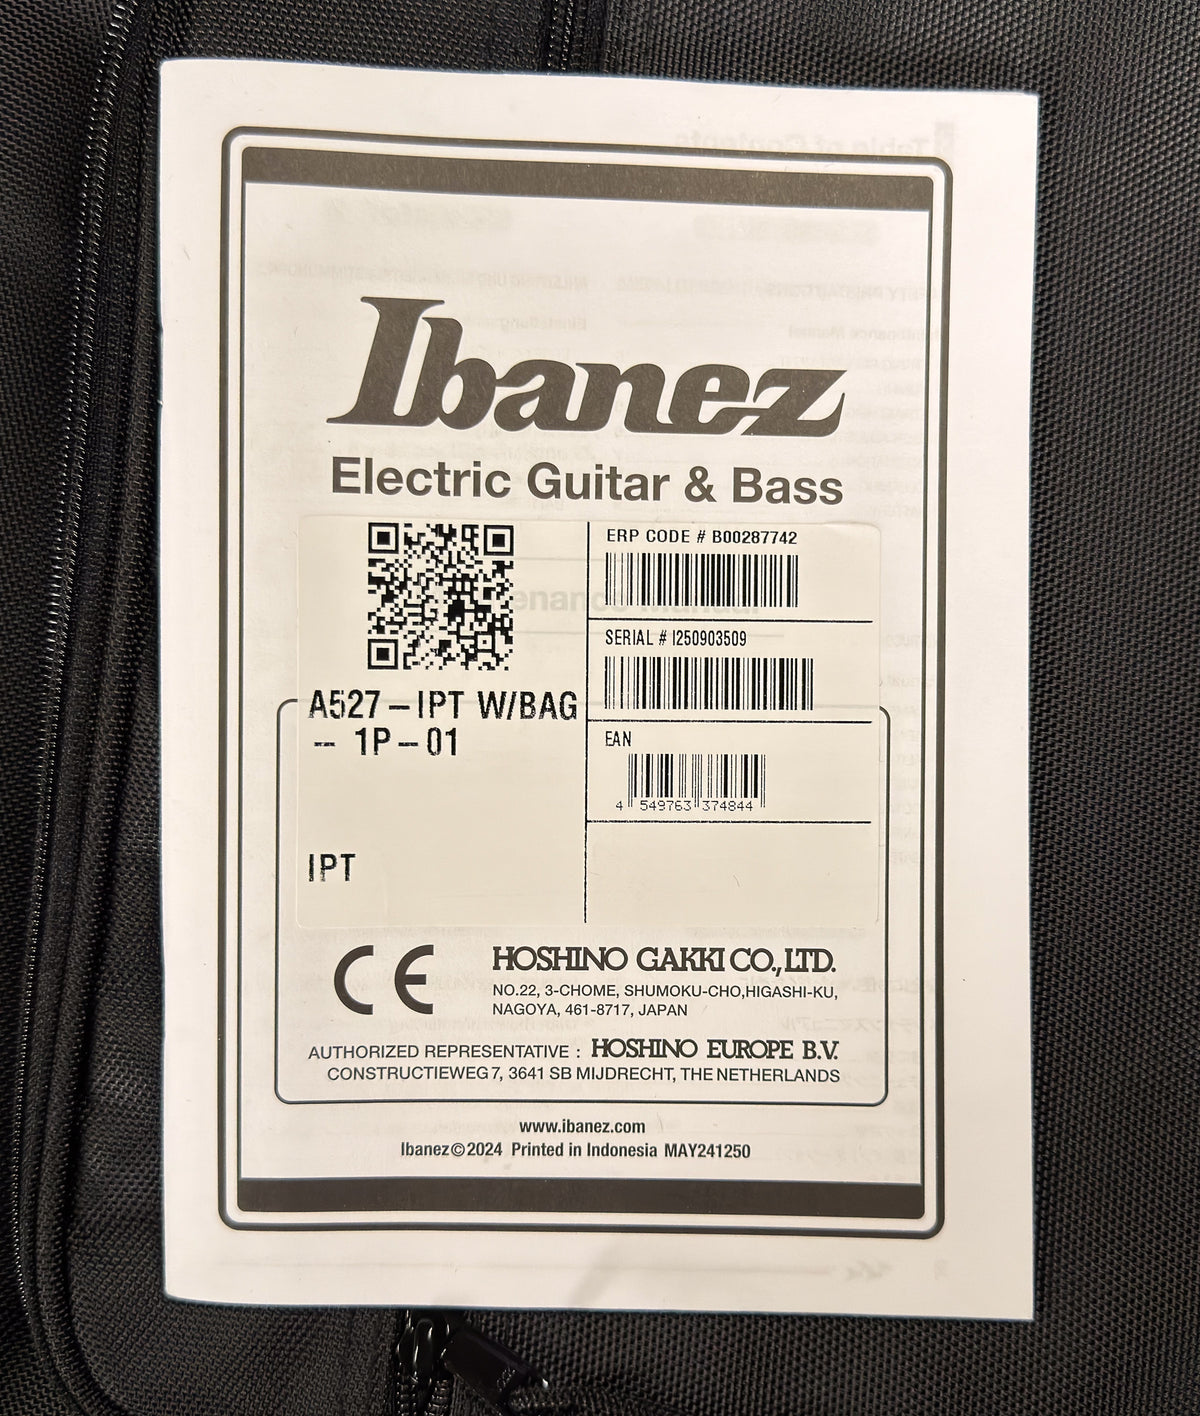 Ibanez
Electric Guitar & Bass
A527-IPT W/BAG
-- 1P-01
IPT
ERP CODE # B00287742
SERIAL # I250903509
EAN
4 549763 374844
CE
HOSHINO GAKKI CO., LTD.
NO.22, 3-CHOME, SHUMOKU-CHO,HIGASHI-KU,
NAGOYA, 461-8717, JAPAN
AUTHORIZED REPRESENTATIVE : HOSHINO EUROPE B.V.
CONSTRUCTIEWEG 7, 3641 SB MIJDRECHT, THE NETHERLANDS
www.ibanez.com
Ibanez©2024 Printed in Indonesia MAY241250